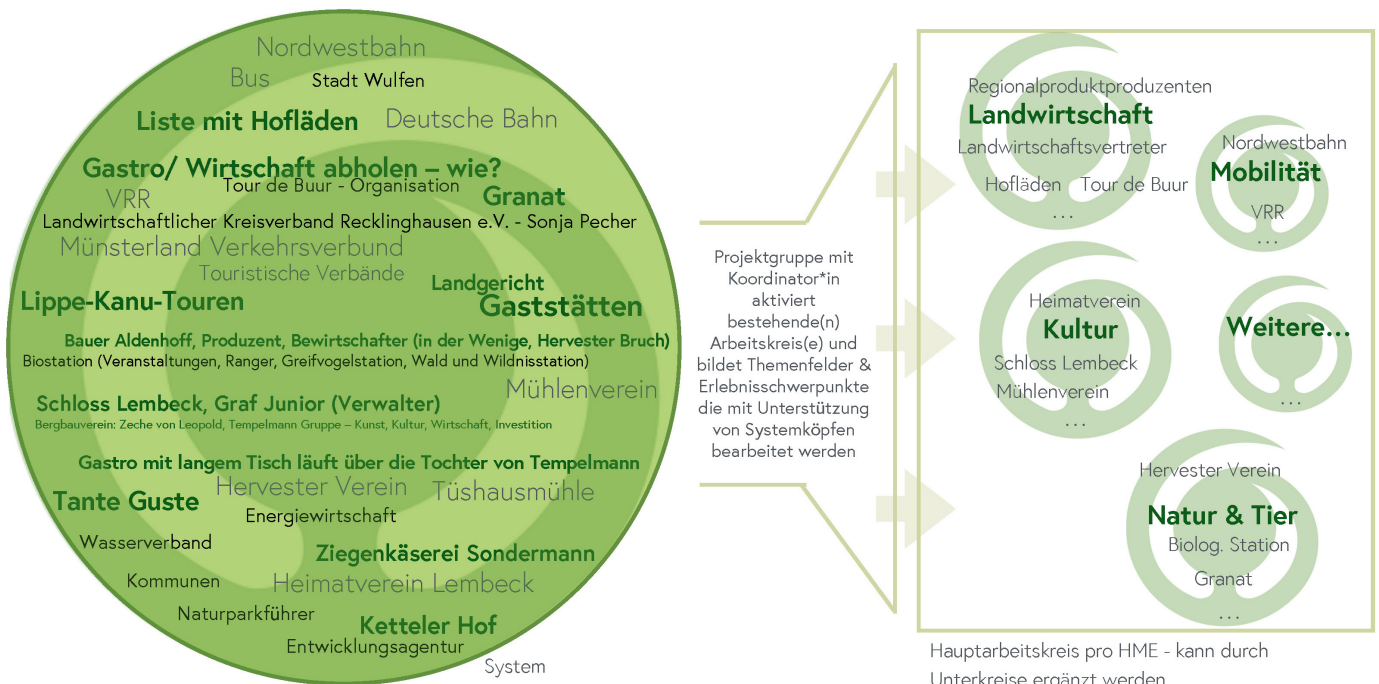 Nordwestbahn
Bus
Stadt Wulfen
Liste mit Hofläden
Deutsche Bahn
Gastro/ Wirtschaft abholen – wie?
Tour de Buur - Organisation
VRR
Granat
Landwirtschaftlicher Kreisverband Recklinghausen e.V. - Sonja Pecher
Münsterland Verkehrsverbund
Touristische Verbände
Landgericht
Lippe-Kanu-Touren
Gaststätten
Bauer Aldenhoff, Produzent, Bewirtschafter (in der Wenige, Hervester Bruch)
Biostation (Veranstaltungen, Ranger, Greifvogelstation, Wald und Wildnisstation)
Mühlenverein
Schloss Lembeck, Graf Junior (Verwalter)
Bergbauverein: Zeche von Leopold, Tempelmann Gruppe – Kunst, Kultur, Wirtschaft, Investition
Gastro mit langem Tisch läuft über die Tochter von Tempelmann
Hervester Verein
Tüshausmühle
Tante Guste
Energiewirtschaft
Wasserverband
Ziegenkäserei Sondermann
Kommunen
Heimatverein Lembeck
Naturparkführer
Ketteler Hof
Entwicklungsagentur
System
Projektgruppe mit
Koordinator*in
aktiviert
bestehende(n)
Arbeitskreis(e) und
bildet Themenfelder &
Erlebnisschwerpunkte
die mit Unterstützung
von Systemköpfen
bearbeitet werden
Regionalproduktproduzenten
Landwirtschaft
Landwirtschaftsvertreter
Hofläden
Tour de Buur
...
Nordwestbahn
Mobilität
VRR
...
Heimatverein
Kultur
Schloss Lembeck
Mühlenverein
...
Weitere...
...
Hervester Verein
Natur & Tier
Biolog. Station
Granat
...
Hauptarbeitskreis pro HME - kann durch
Unterkreise ergänzt werden